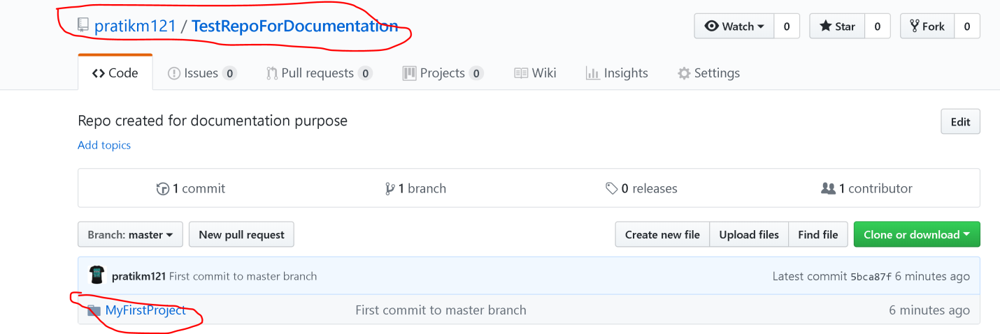 pratikm121 / TestRepoForDocumentation Watch 0 Star 0 Fork 0
Code Issues 0 Pull requests 0 Projects 0 Wiki Insights Settings
Repo created for documentation purpose Edit
Add topics
1 commit 1 branch 0 releases 1 contributor
Branch: master New pull request Create new file Upload files Find file Clone or download
pratikm121 First commit to master branch Latest commit 5bca87f 6 minutes ago
MyFirstProject First commit to master branch 6 minutes ago